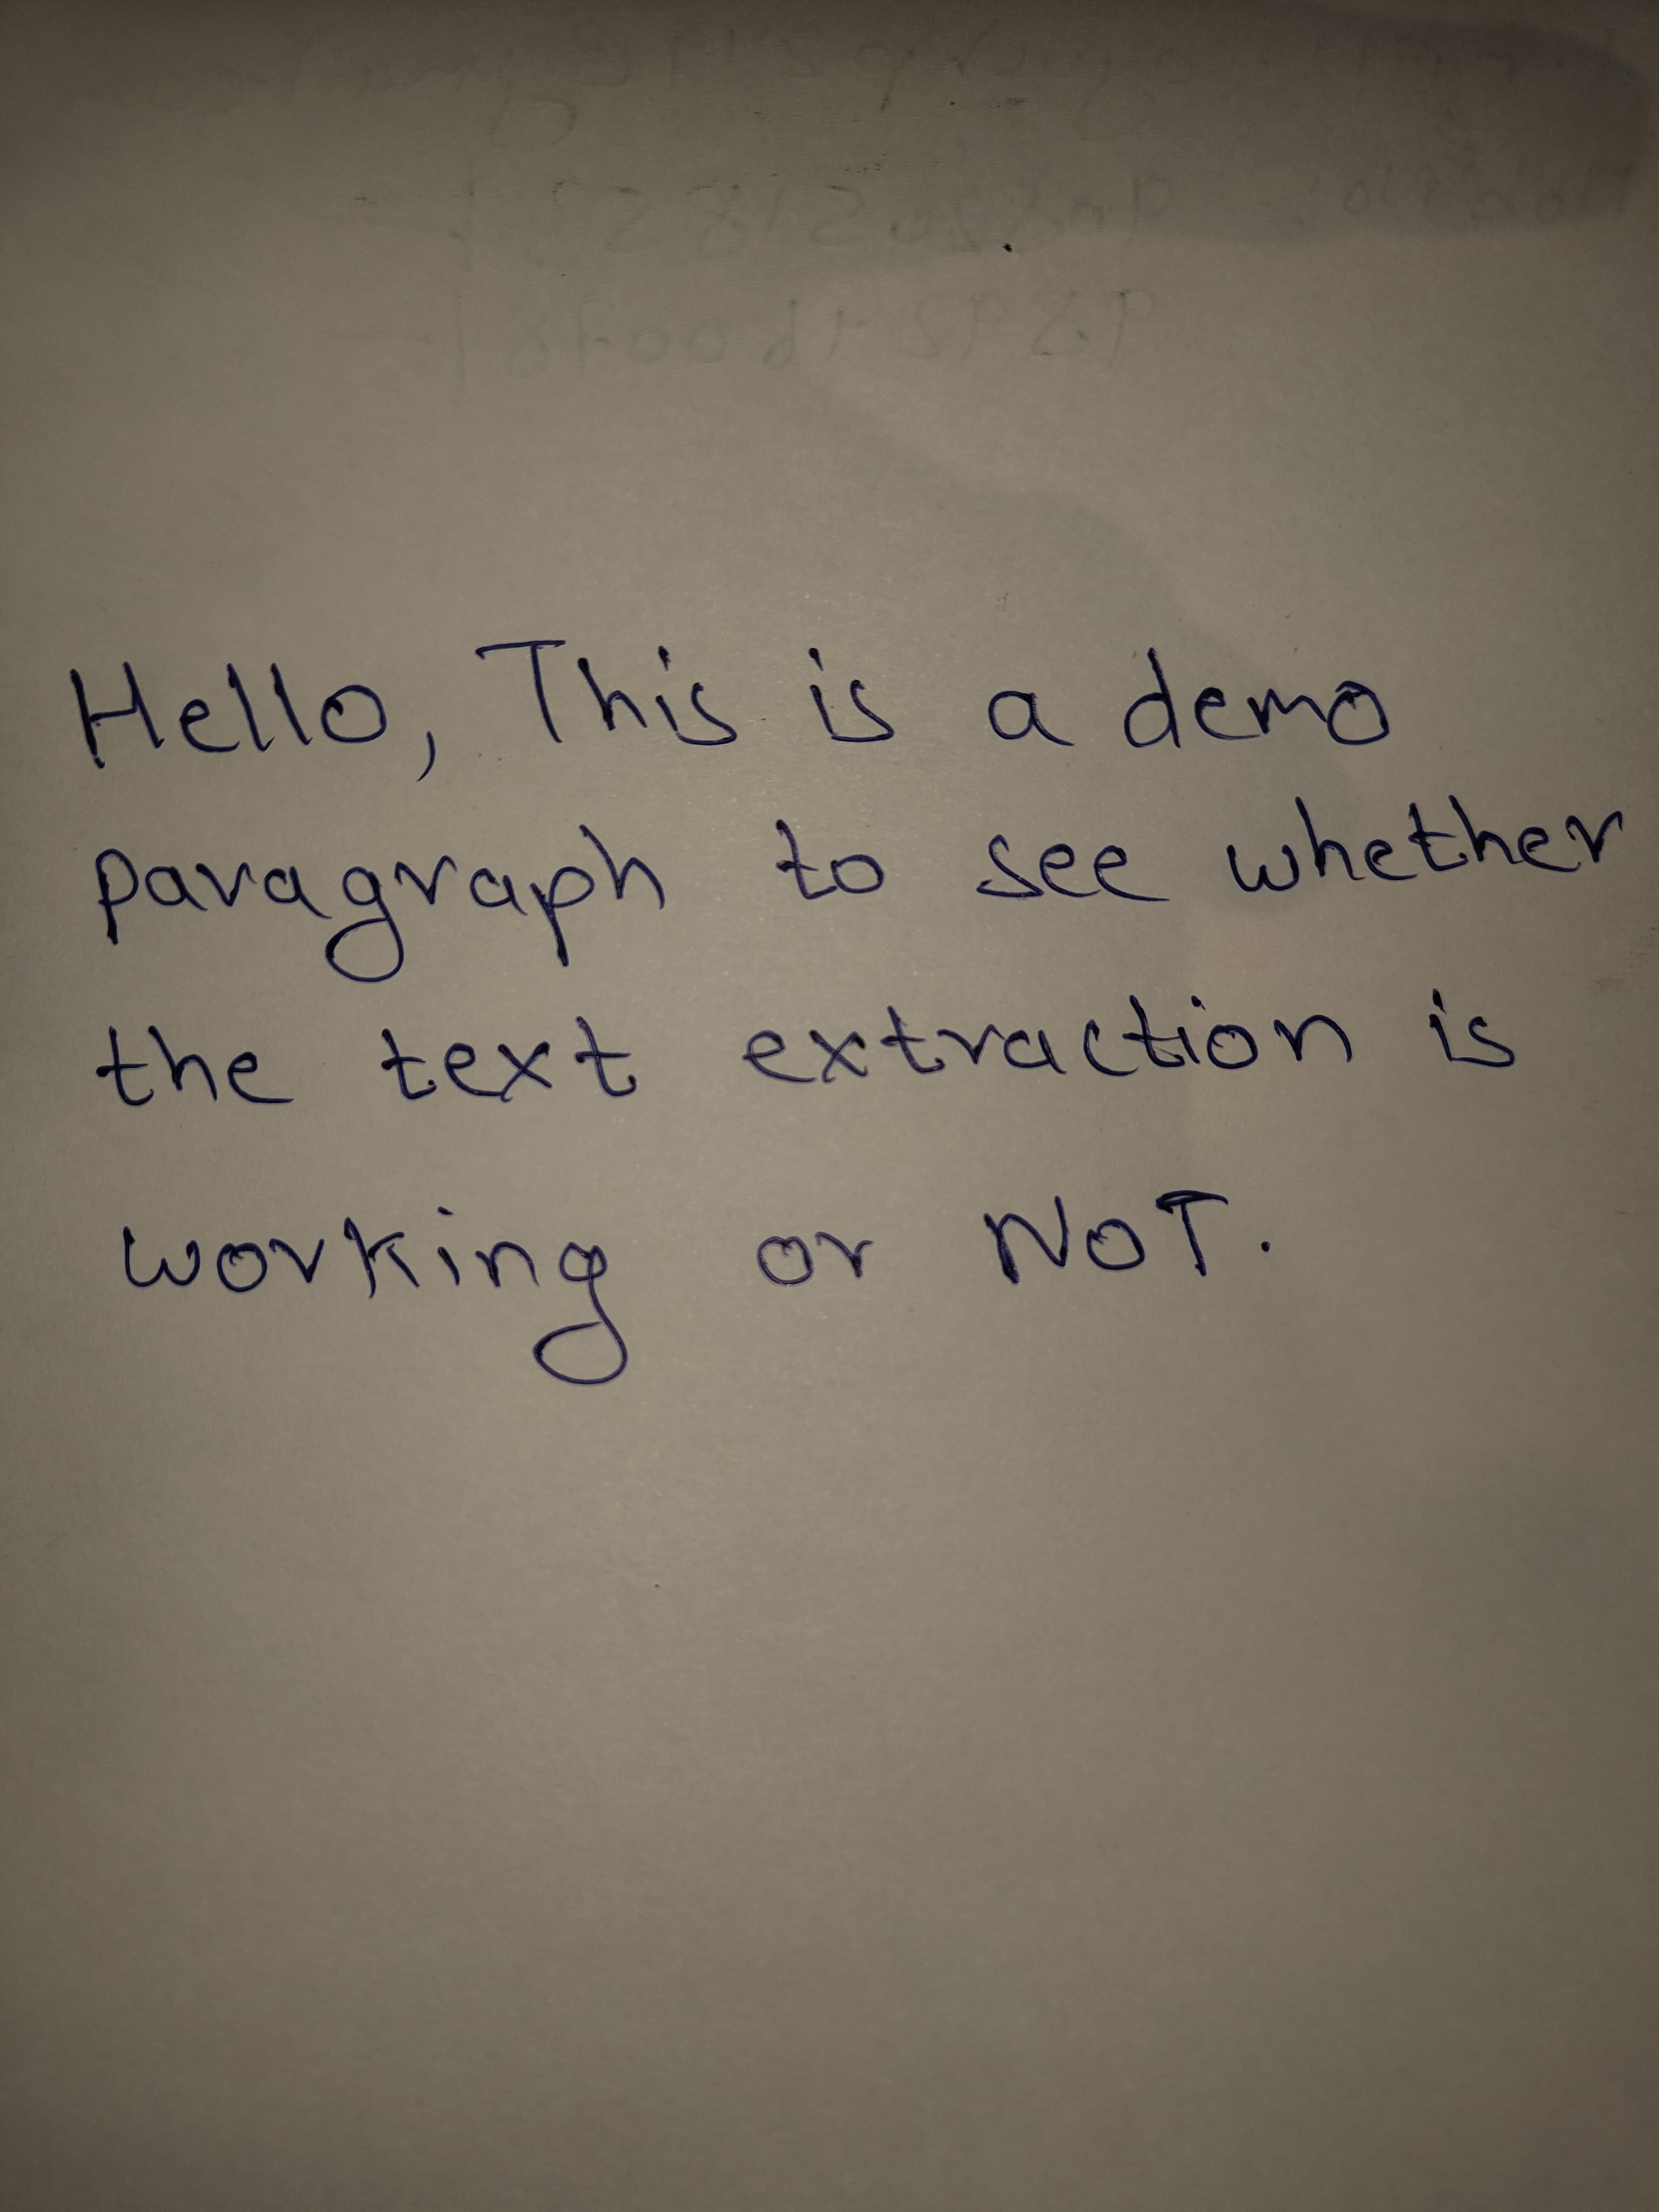 Hello, This is a demo
paragraph to see whether
the text extraction is
working or NOT.